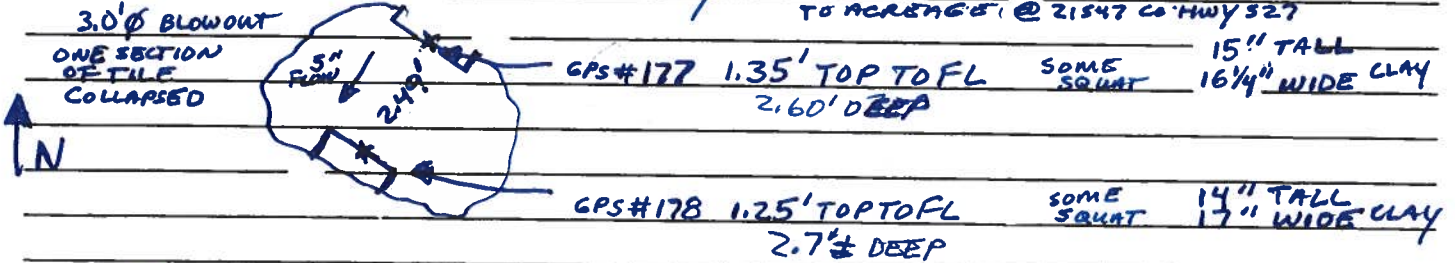 TO ACREAGE. @ 21547 CO. HWY S27
3.0'Ø BLOWOUT
ONE SECTION
OF TILE
COLLAPSED
5"
FLOW
2.49'
GPS #177 1.35' TOP TO FL SOME SQUAT 15" TALL 16 1/4" WIDE CLAY
2.60' DEEP
N
GPS #178 1.25' TOP TO FL SOME SQUAT 14" TALL 17" WIDE CLAY
2.7'± DEEP